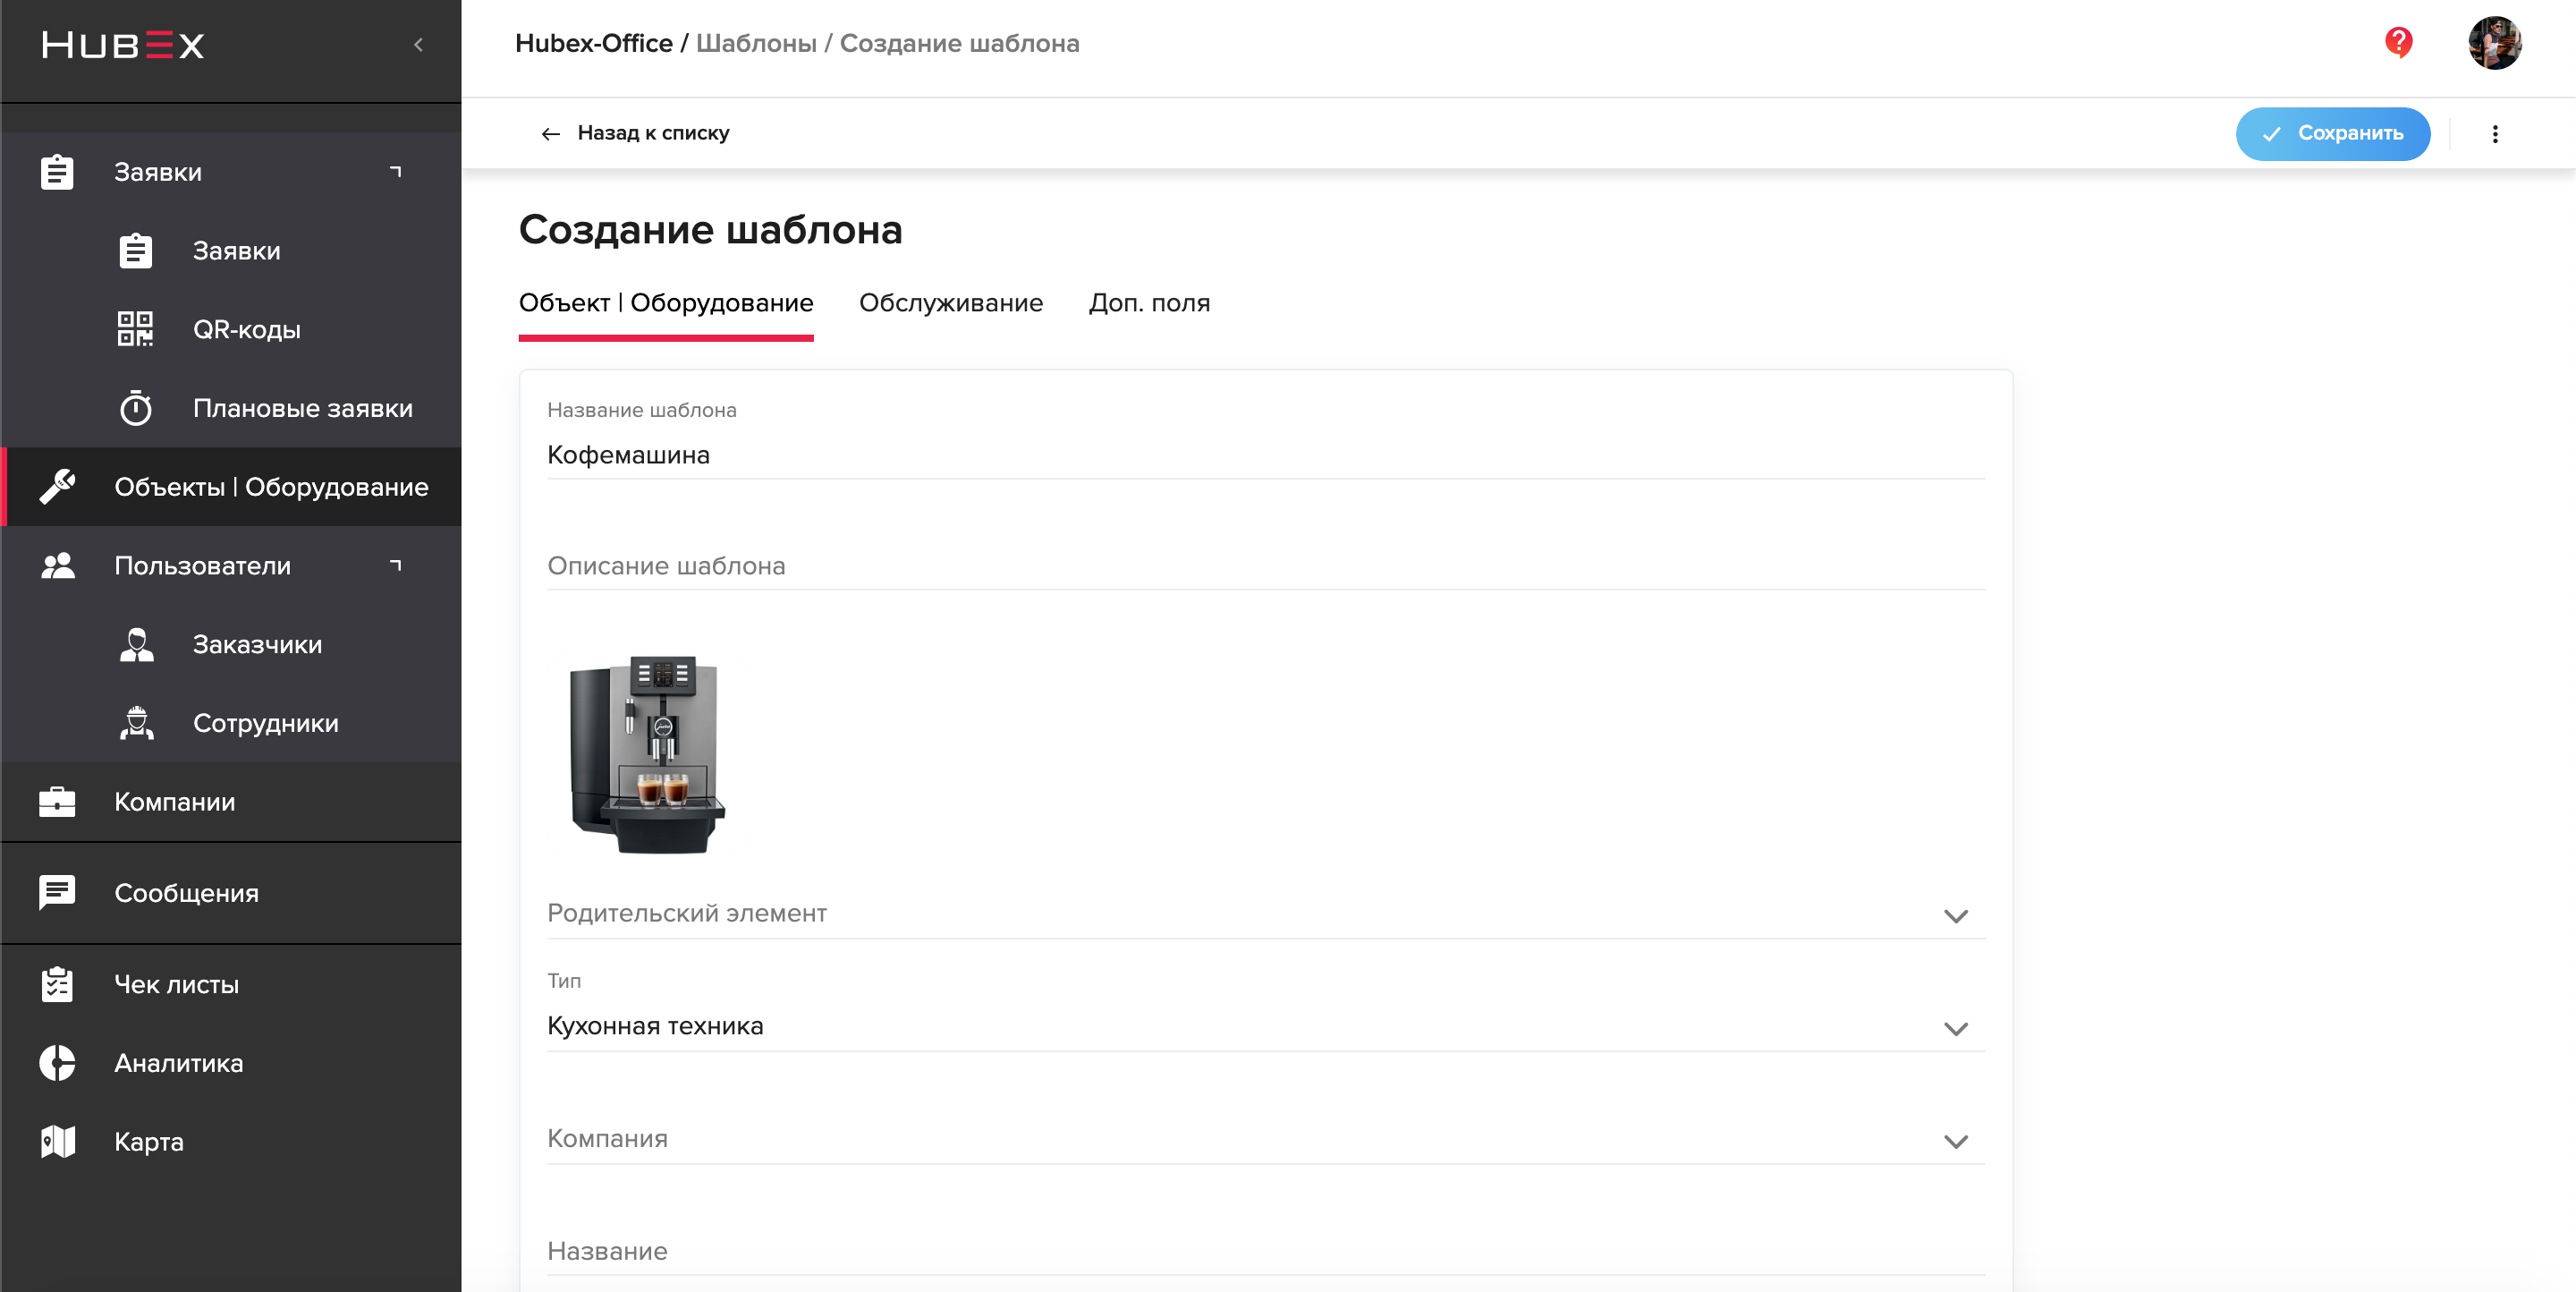 HUBEX
Hubex-Office / Шаблоны / Создание шаблона
Назад к списку
Сохранить
Заявки
Заявки
QR-коды
Плановые заявки
Объекты | Оборудование
Пользователи
Заказчики
Сотрудники
Компании
Сообщения
Чек листы
Аналитика
Карта
Создание шаблона
Объект | Оборудование
Обслуживание
Доп. поля
Название шаблона
Кофемашина
Описание шаблона
Родительский элемент
Тип
Кухонная техника
Компания
Название